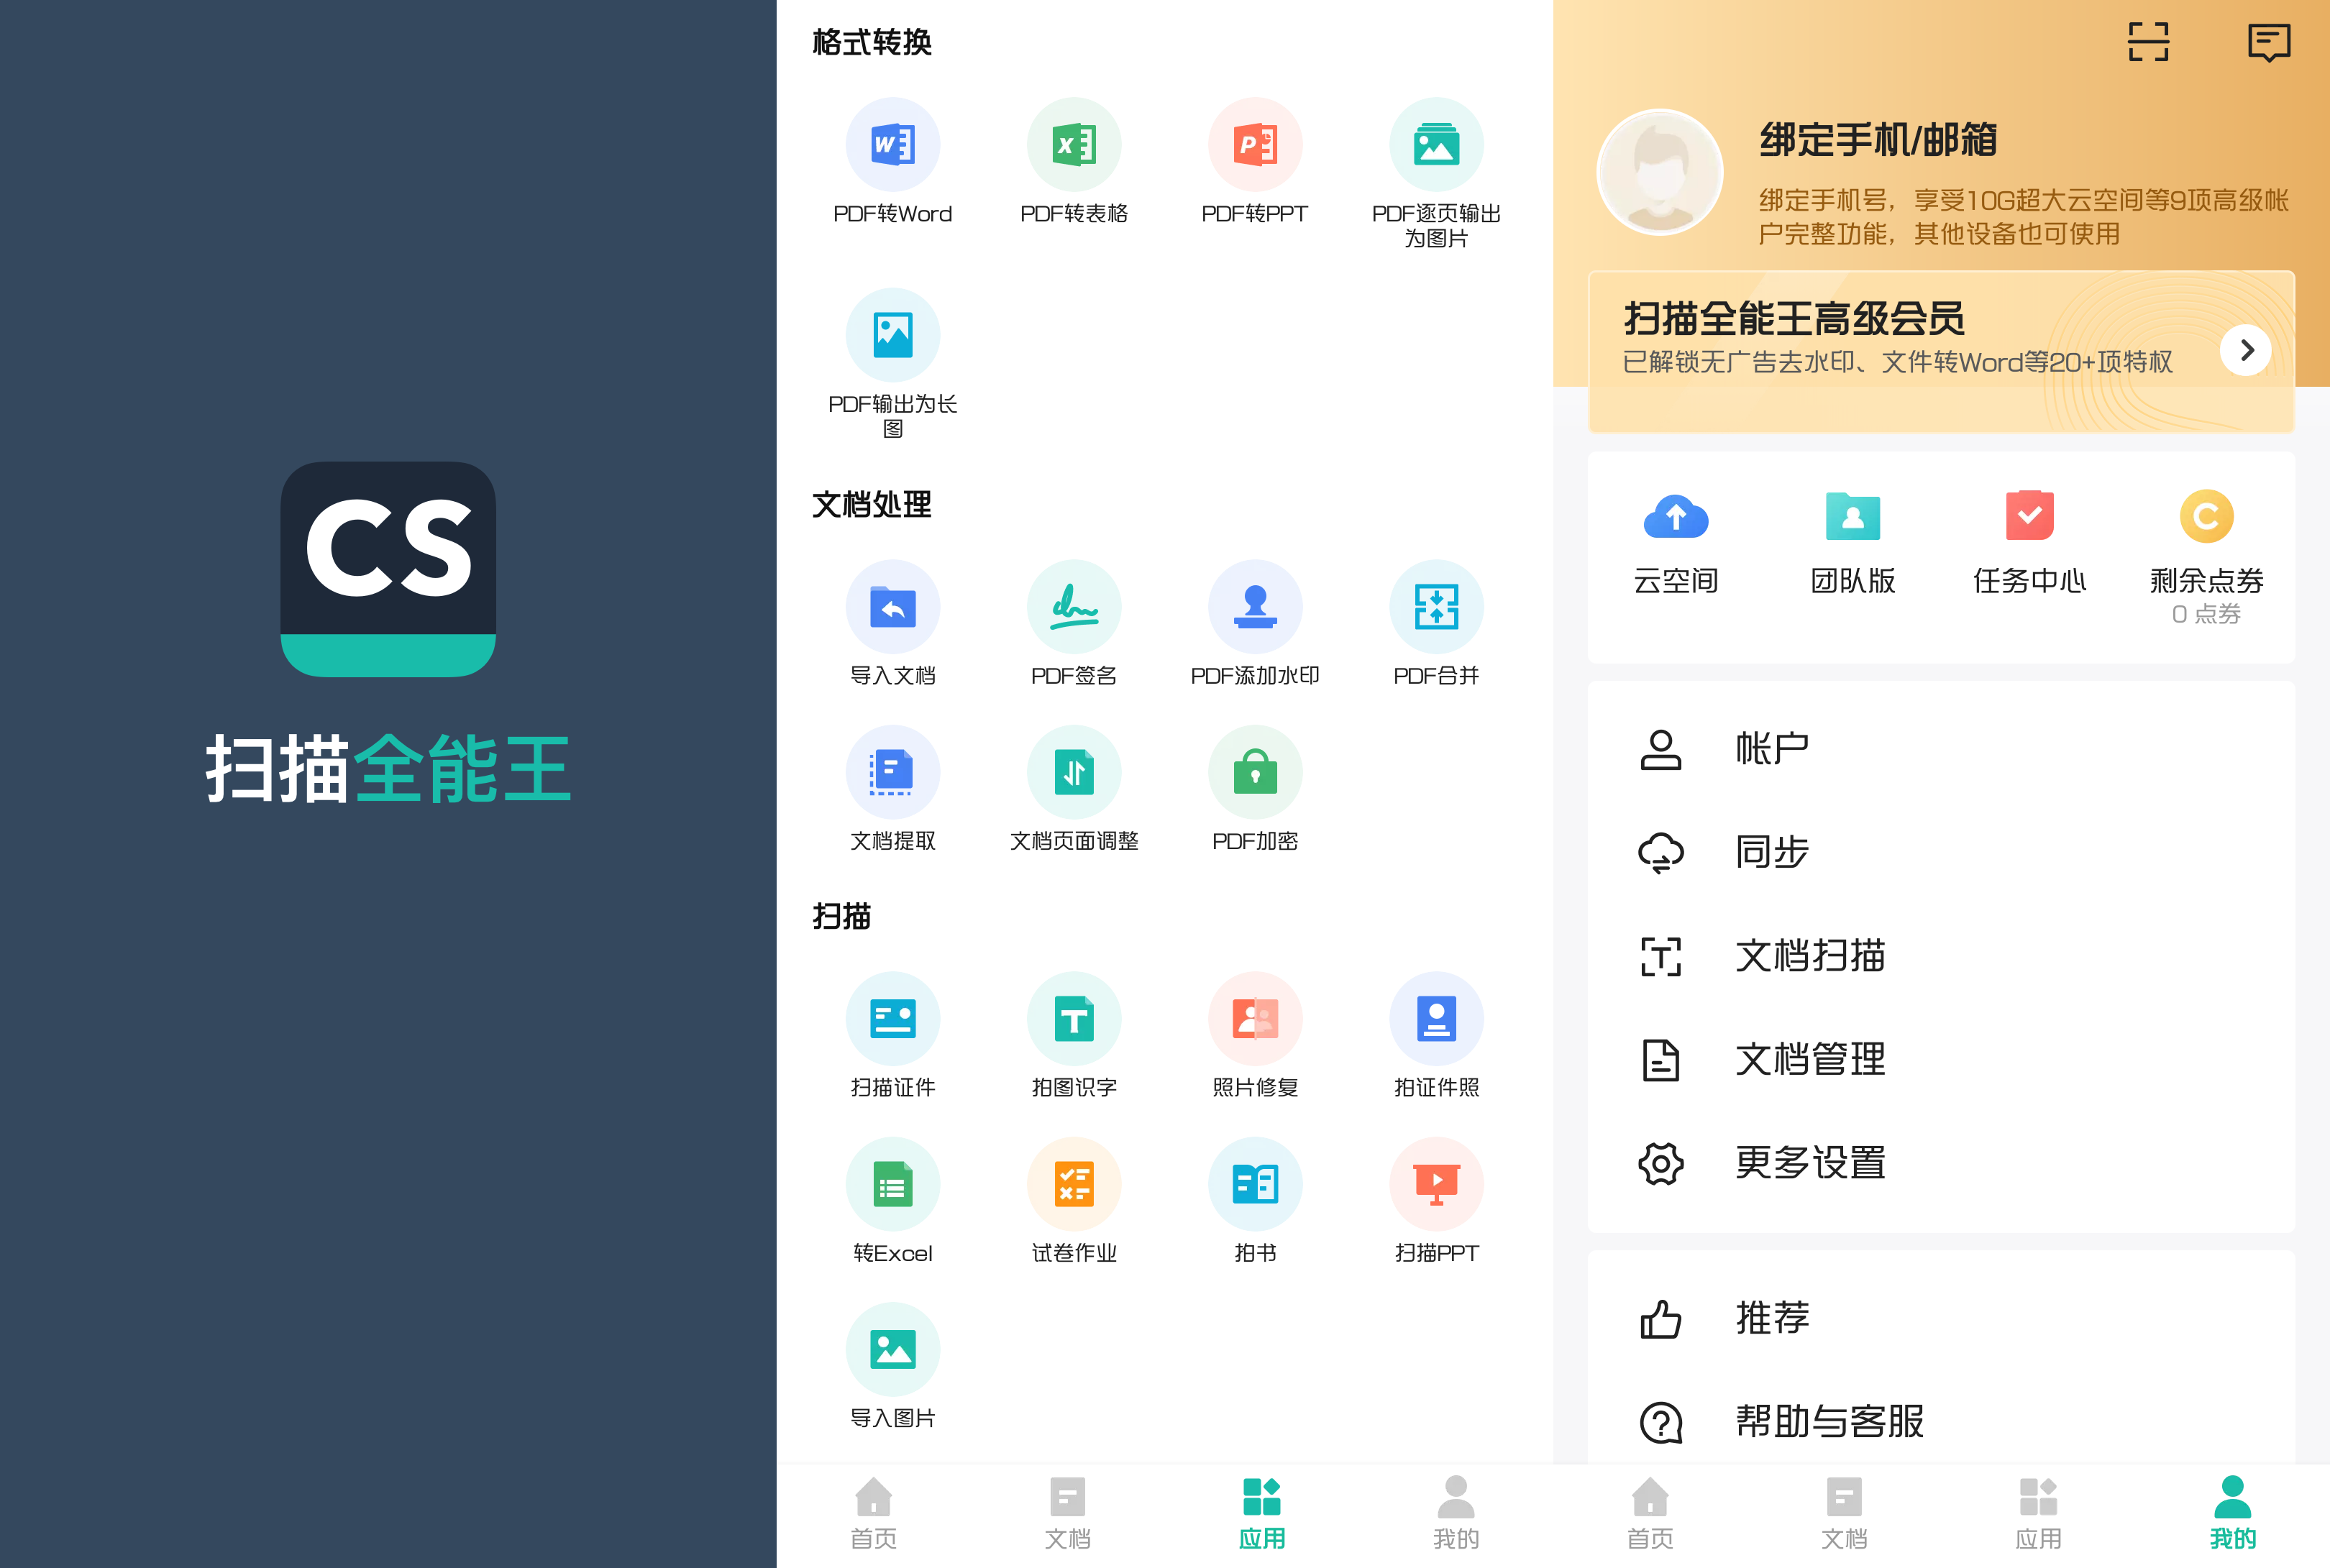 CS
扫描全能王
格式转换
PDF转Word
PDF转表格
PDF转PPT
PDF逐页输出
为图片
PDF输出为长
图
文档处理
导入文档
PDF签名
PDF添加水印
PDF合并
文档提取
文档页面调整
PDF加密
扫描
扫描证件
拍图识字
照片修复
拍证件照
转Excel
试卷作业
拍书
扫描PPT
导入图片
首页
文档
应用
我的
绑定手机/邮箱
绑定手机号，享受10G超大云空间等9项高级帐
户完整功能，其他设备也可使用
扫描全能王高级会员
已解锁无广告去水印、文件转Word等20+项特权
云空间
团队版
任务中心
剩余点券
0 点券
帐户
同步
文档扫描
文档管理
更多设置
推荐
帮助与客服
首页
文档
应用
我的